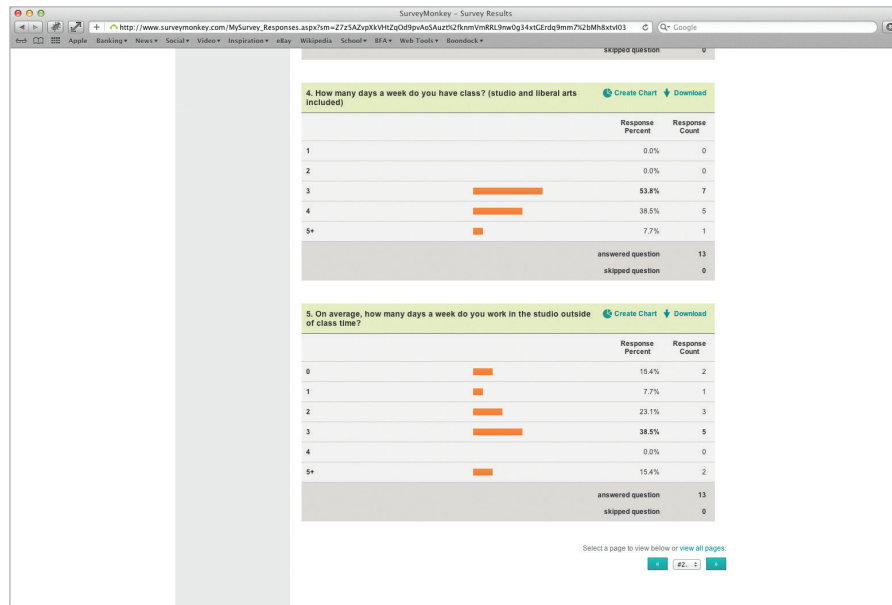 SurveyMonkey – Survey Results
http://www.surveymonkey.com/MySurvey_Responses.aspx?sm=Z7z5AZvpXkVHtZqOd9pvAoSAuzt%2fknmVmRRL9nw0g34xtGErdq9mm7%2bMh8xtvl03 Google
Apple Banking News Social Video Inspiration eBay Wikipedia School BFA Web Tools Boondock
skipped question 0
4. How many days a week do you have class? (studio and liberal arts Create Chart Download
included)
Response Response
Percent Count
1 0.0% 0
2 0.0% 0
3 53.8% 7
4 38.5% 5
5+ 7.7% 1
answered question 13
skipped question 0
5. On average, how many days a week do you work in the studio outside Create Chart Download
of class time?
Response Response
Percent Count
0 15.4% 2
1 7.7% 1
2 23.1% 3
3 38.5% 5
4 0.0% 0
5+ 15.4% 2
answered question 13
skipped question 0
Select a page to view below or view all pages:
« #2. »